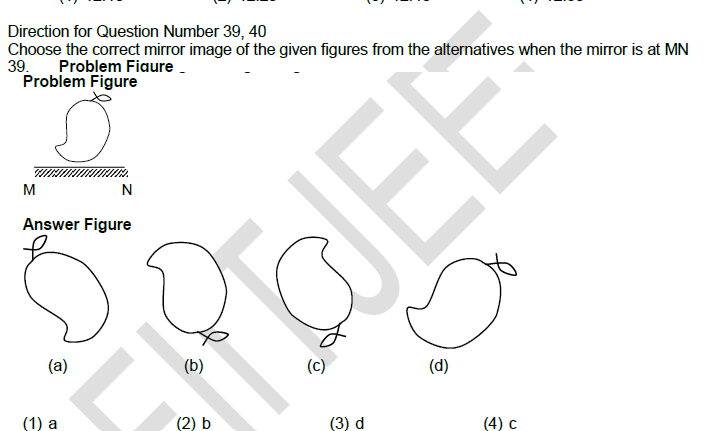 Direction for Question Number 39, 40
Choose the correct mirror image of the given figures from the alternatives when the mirror is at MN
39. Problem Figure
Problem Figure
M N
Answer Figure
(a) (b) (c) (d)
(1) a (2) b (3) d (4) c
FIITJEE